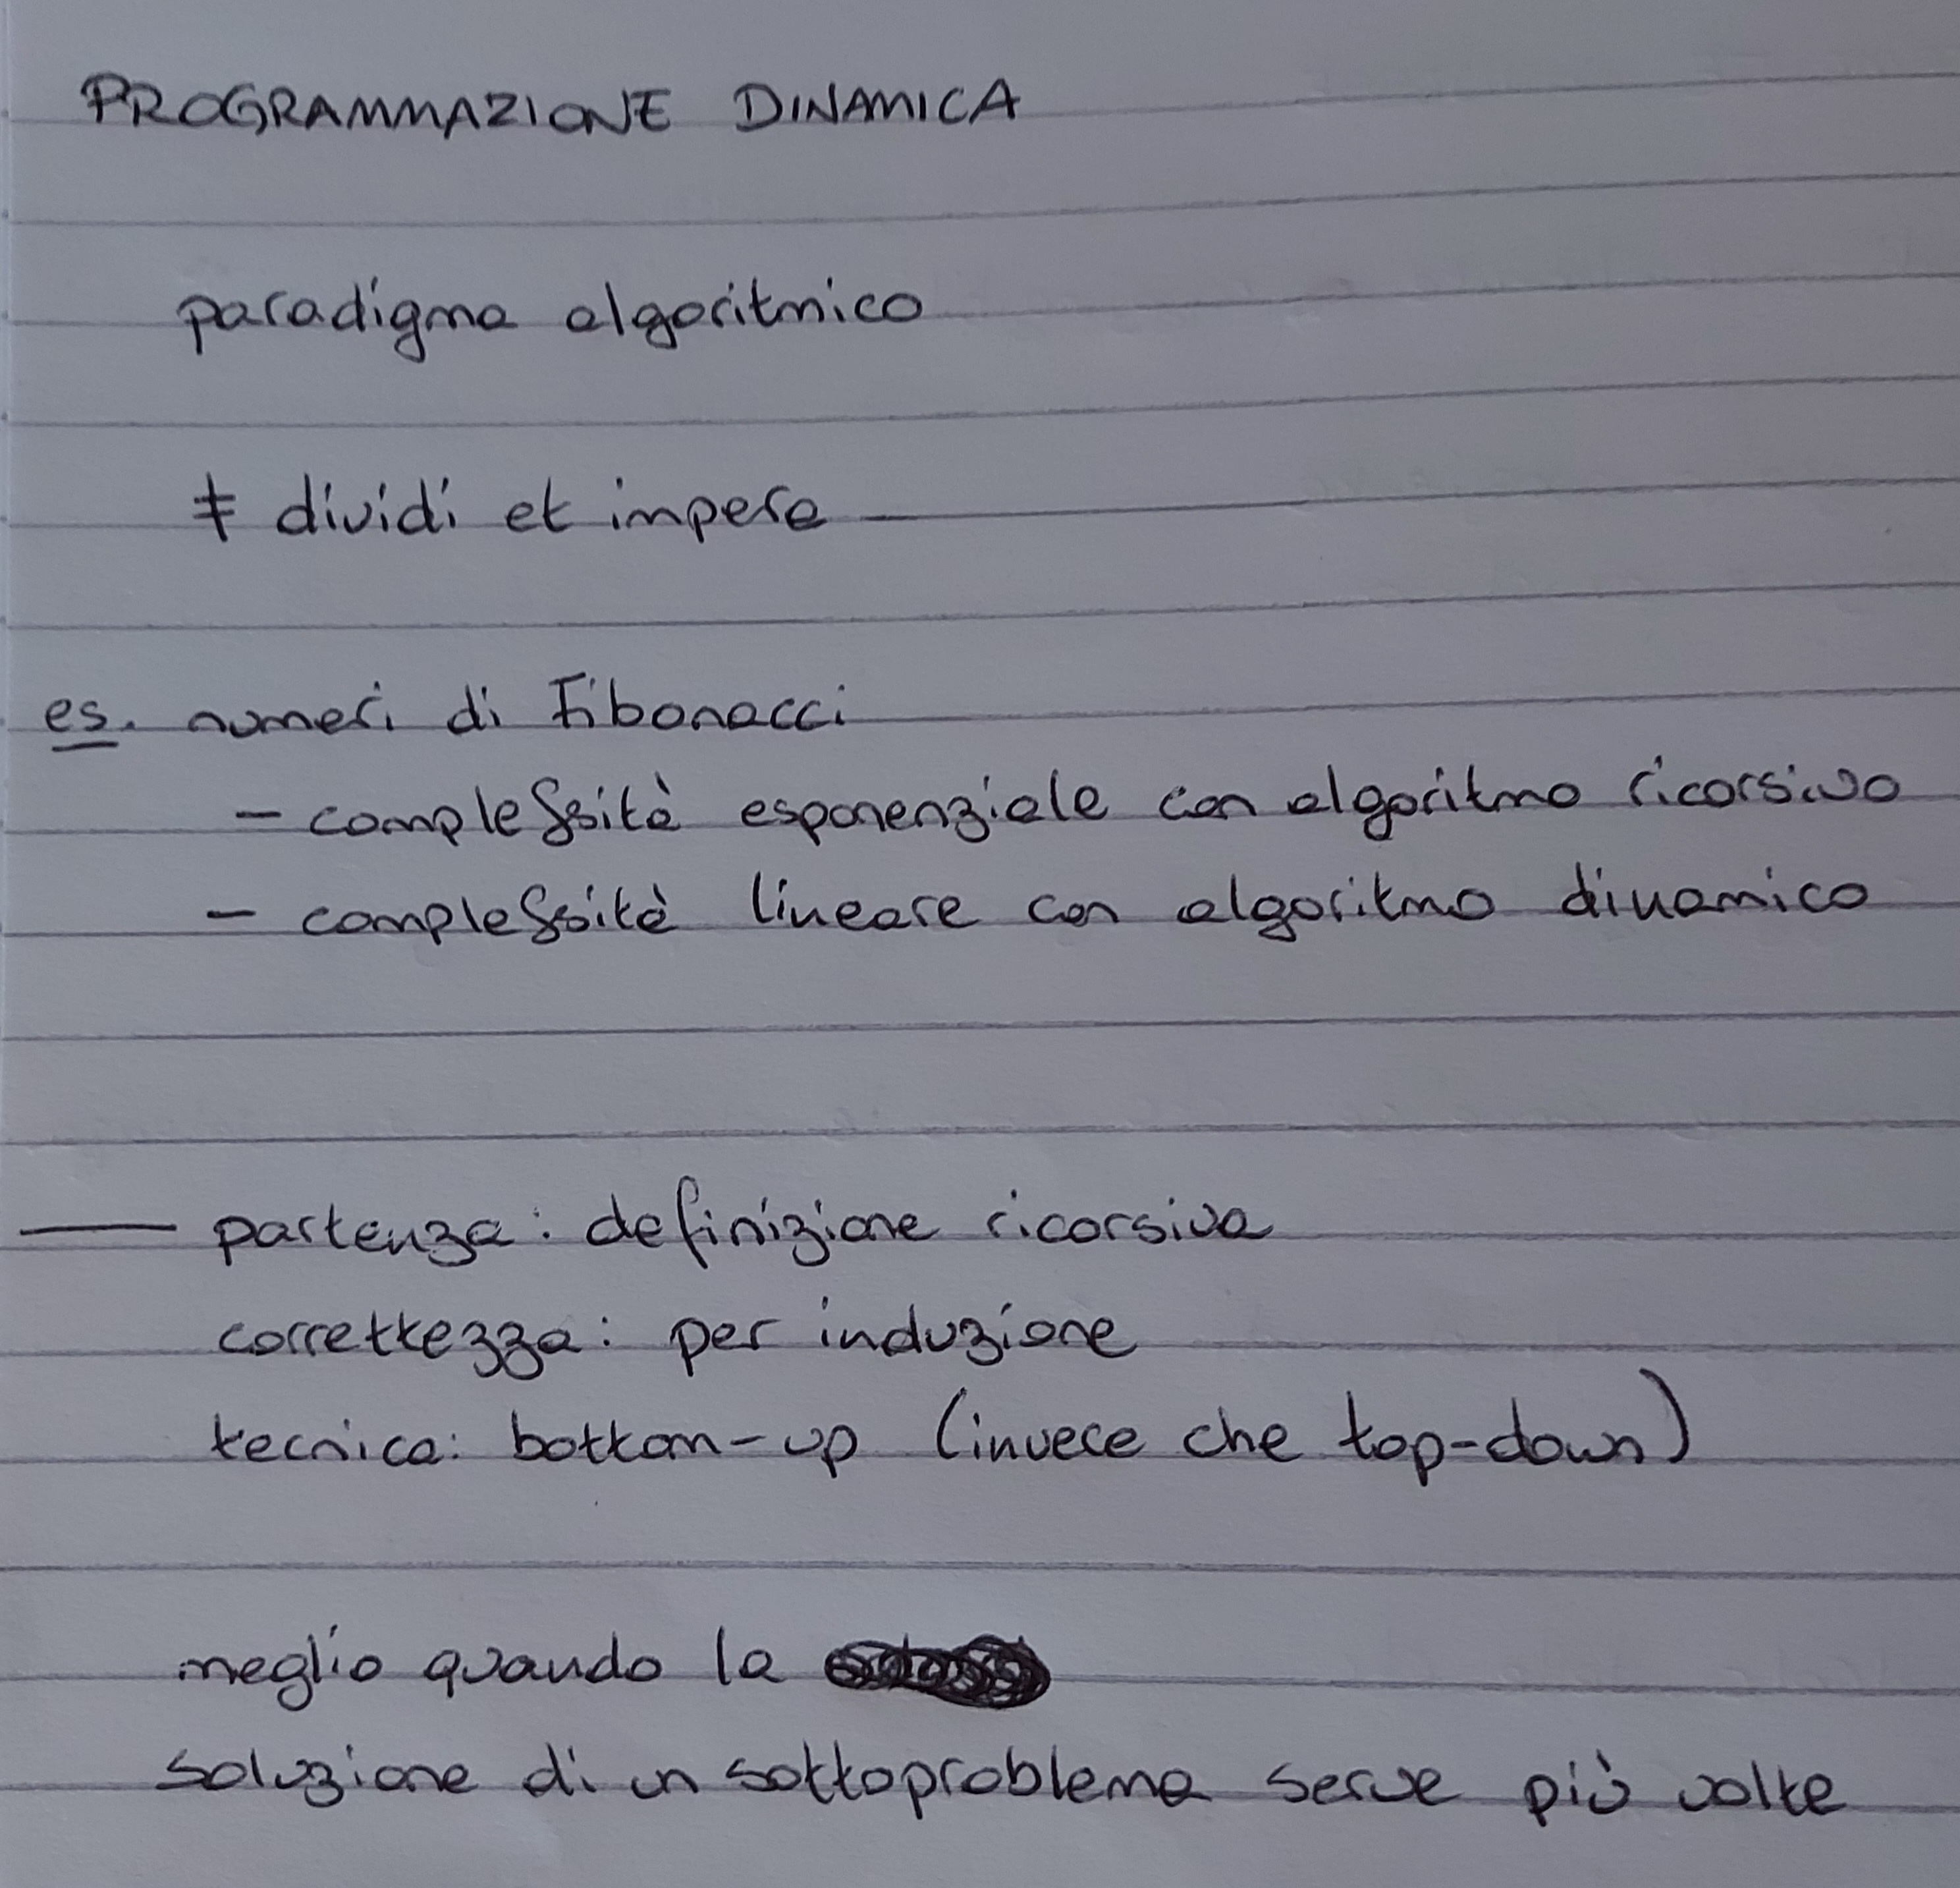 PROGRAMMAZIONE DINAMICA
paradigma algoritmico
≠ dividi et impera —
es. numeri di Fibonacci
- complessità esponenziale con algoritmo ricorsivo
- complessità lineare con algoritmo dinamico
— partenza: definizione ricorsiva
correttezza: per induzione
tecnica: bottom-up (invece che top-down)
meglio quando la
soluzione di un sottoproblema serve più volte